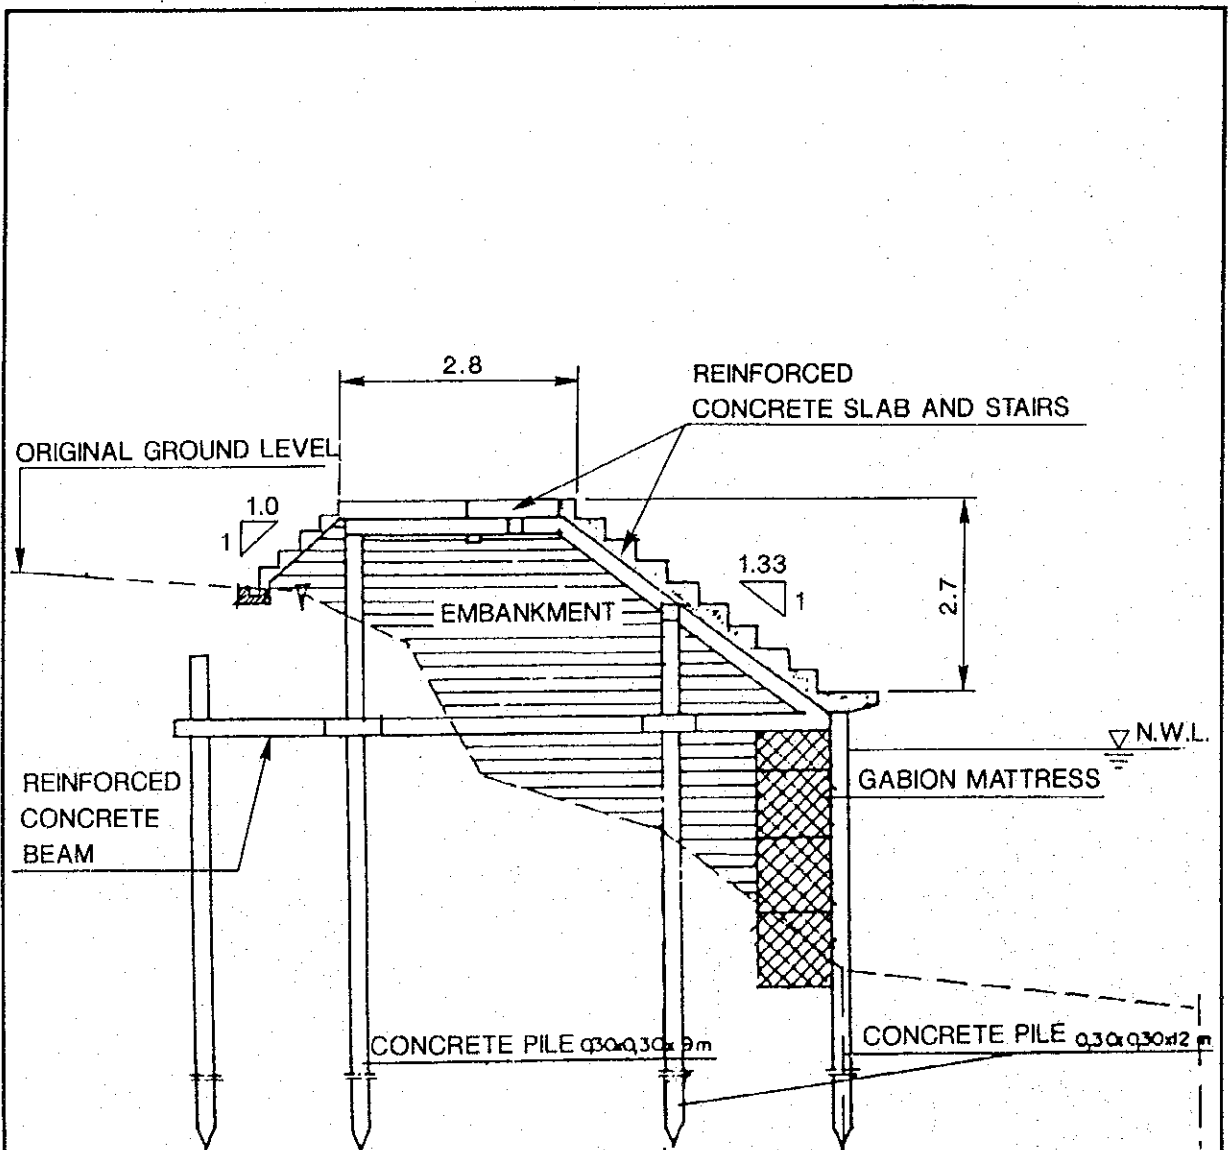 2.8
REINFORCED
CONCRETE SLAB AND STAIRS
ORIGINAL GROUND LEVEL
1.0
1
1.33
1
2.7
EMBANKMENT
N.W.L.
GABION MATTRESS
REINFORCED
CONCRETE
BEAM
CONCRETE PILE 0,30x0,30x9m
CONCRETE PILE 0,30x0,30x12 m